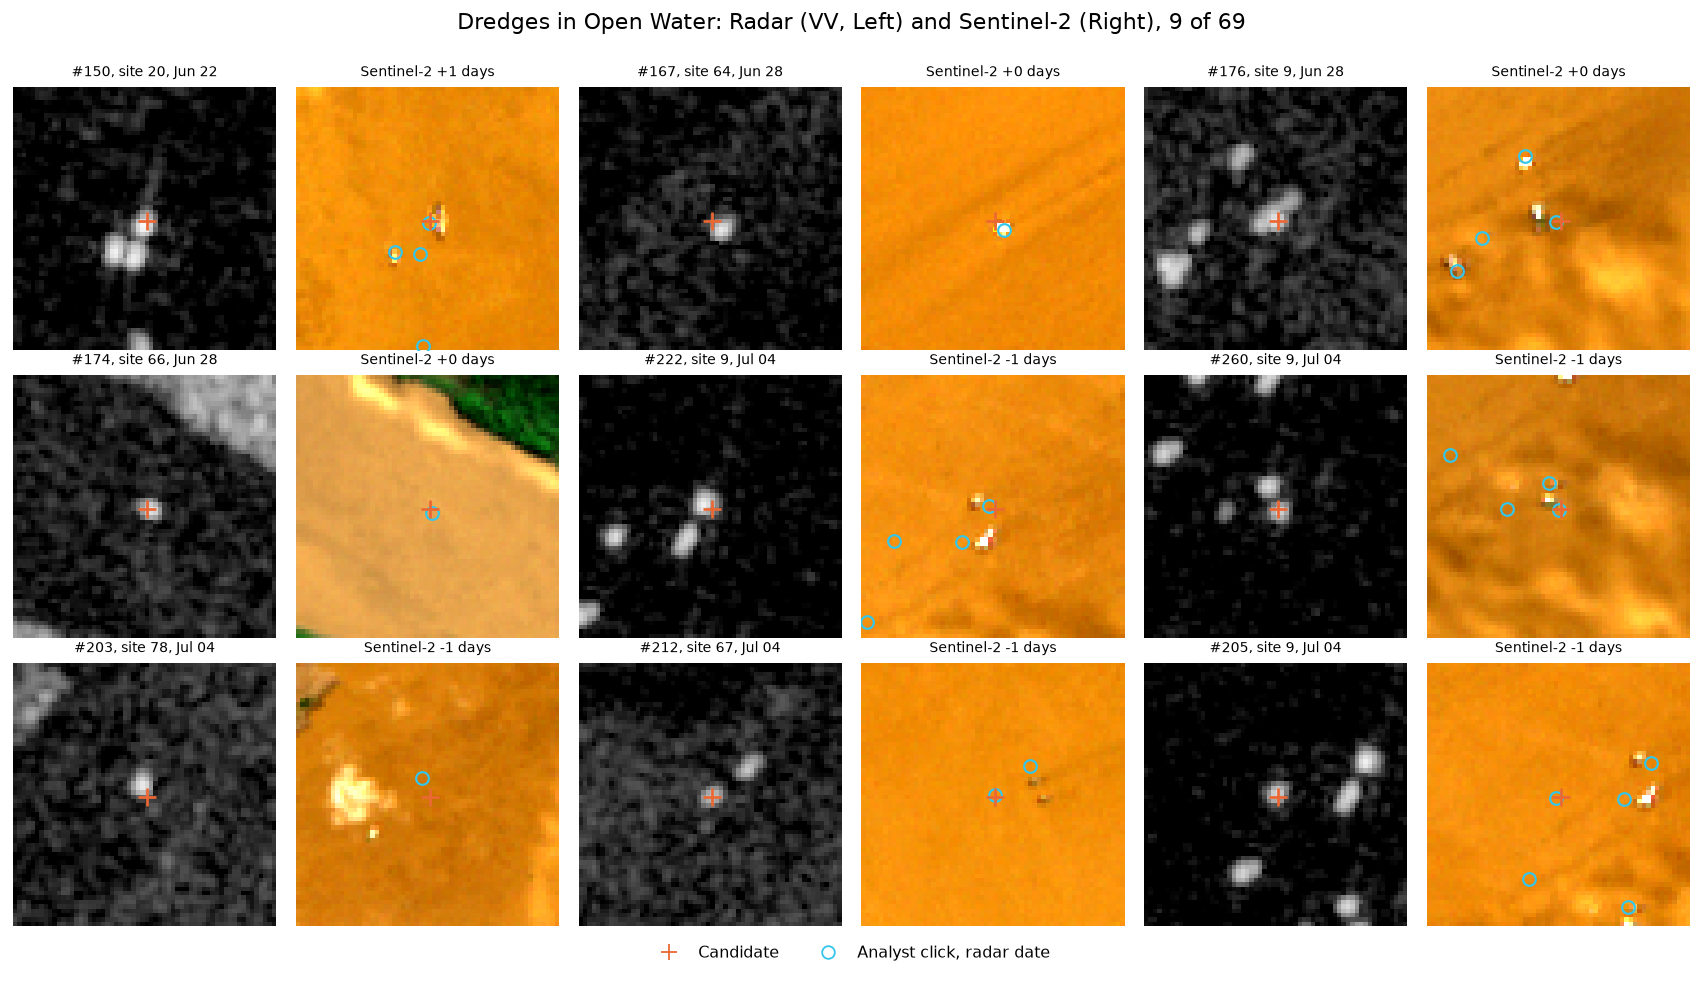 Dredges in Open Water: Radar (VV, Left) and Sentinel-2 (Right), 9 of 69
#150, site 20, Jun 22
Sentinel-2 +1 days
#167, site 64, Jun 28
Sentinel-2 +0 days
#176, site 9, Jun 28
Sentinel-2 +0 days
#174, site 66, Jun 28
Sentinel-2 +0 days
#222, site 9, Jul 04
Sentinel-2 -1 days
#260, site 9, Jul 04
Sentinel-2 -1 days
#203, site 78, Jul 04
Sentinel-2 -1 days
#212, site 67, Jul 04
Sentinel-2 -1 days
#205, site 9, Jul 04
Sentinel-2 -1 days
Candidate
Analyst click, radar date